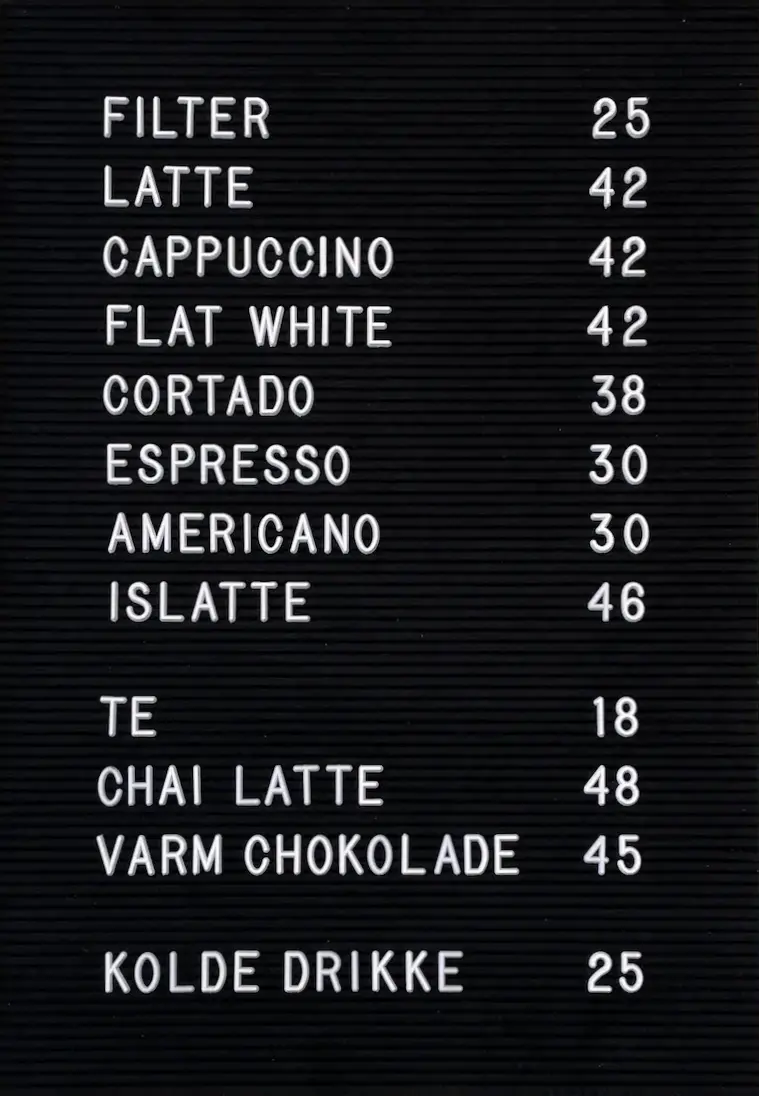 FILTER 25
LATTE 42
CAPPUCCINO 42
FLAT WHITE 42
CORTADO 38
ESPRESSO 30
AMERICANO 30
ISLATTE 46
TE 18
CHAI LATTE 48
VARM CHOKOLADE 45
KOLDE DRIKKE 25